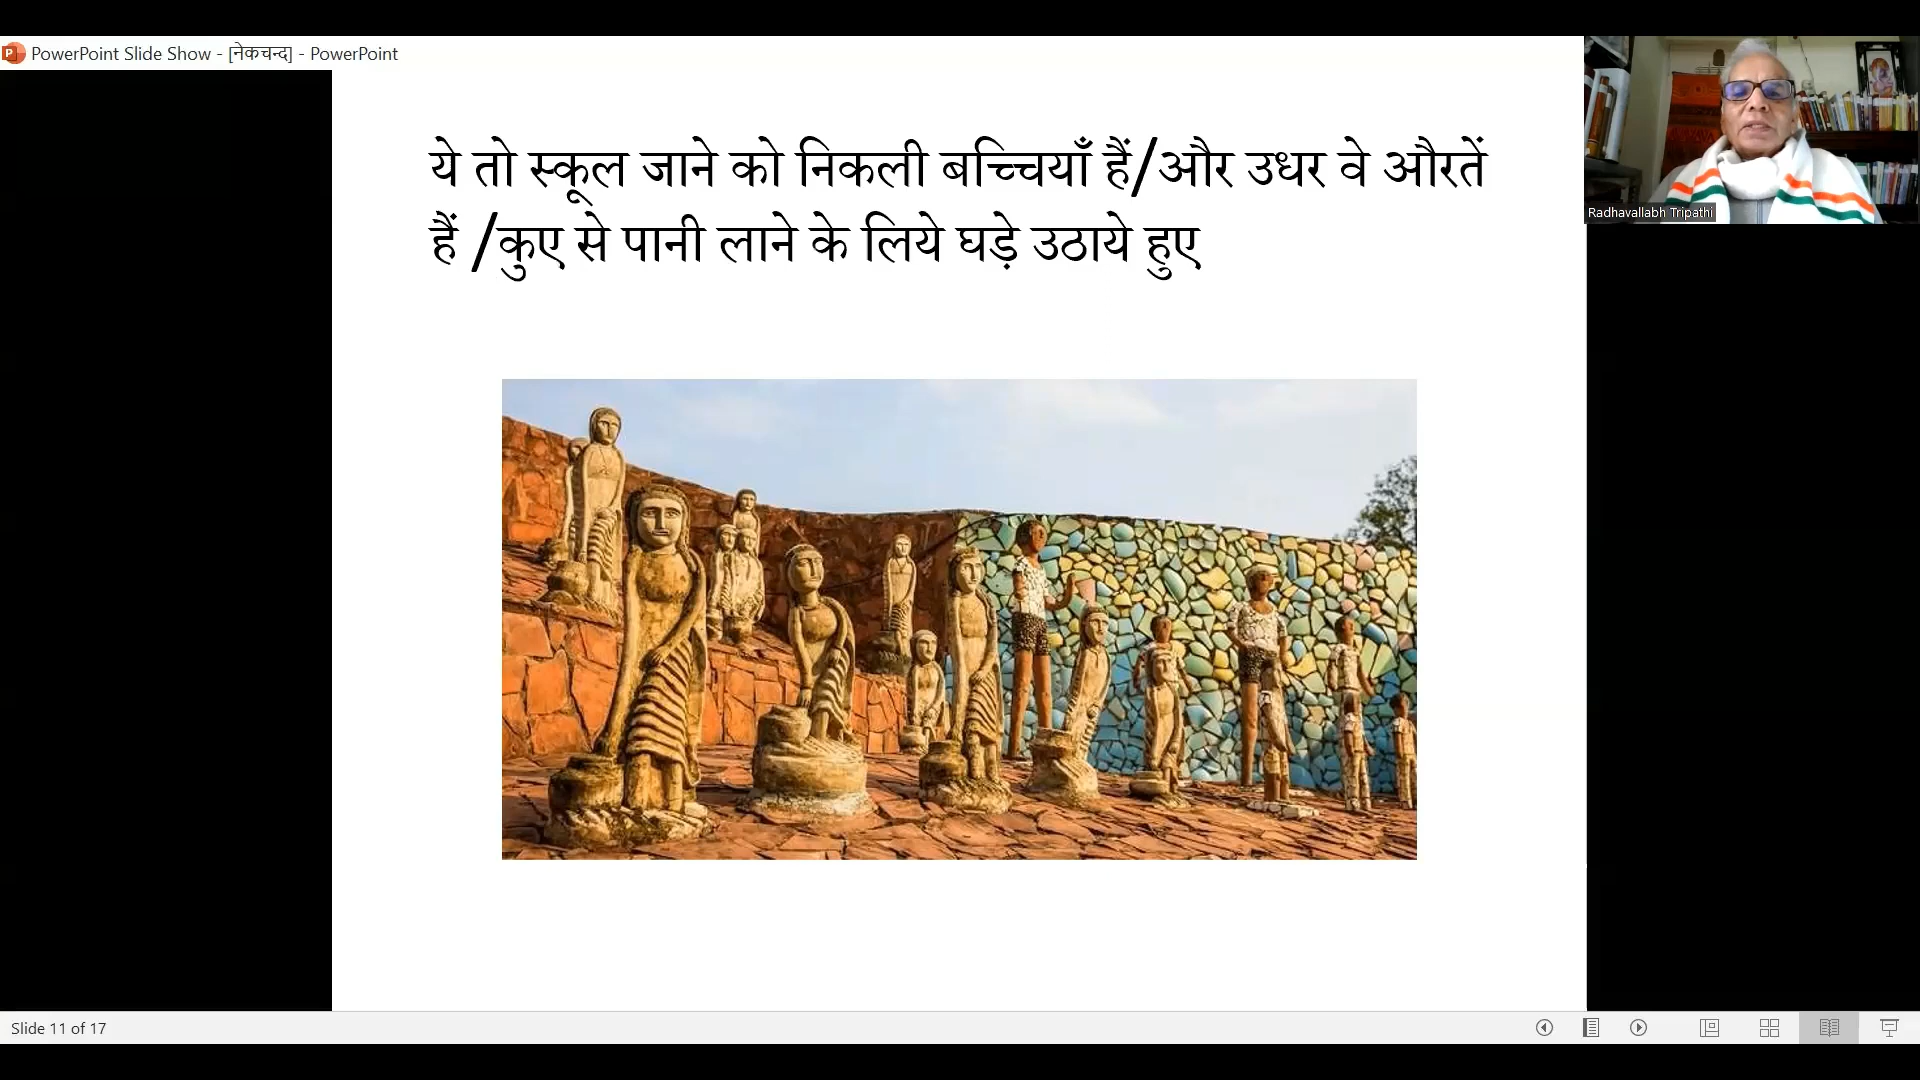 PowerPoint Slide Show - [नेकचन्द] - PowerPoint
ये तो स्कूल जाने को निकली बच्चियाँ हैं/और उधर वे औरतें
हैं /कुए से पानी लाने के लिये घड़े उठाये हुए
Radhavallabh Tripathi
Slide 11 of 17